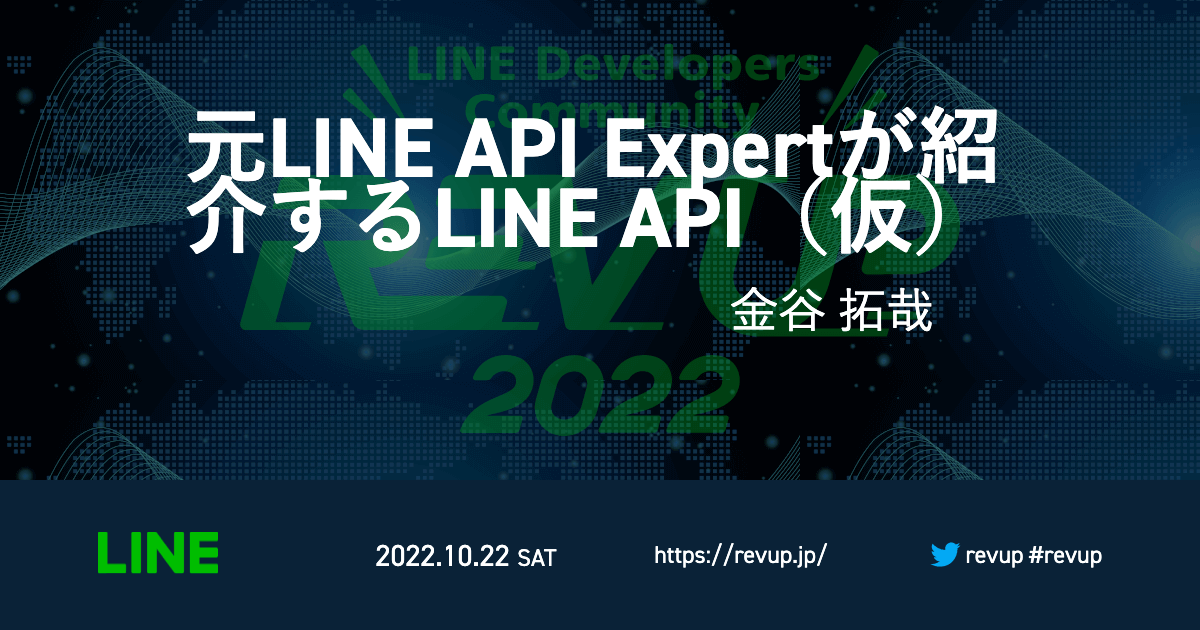 LINE Developers
Community
元LINE API Expertが紹
介するLINE API（仮）
REVUP
金谷 拓哉
2022
LINE
2022.10.22 SAT
https://revup.jp/
revup #revup